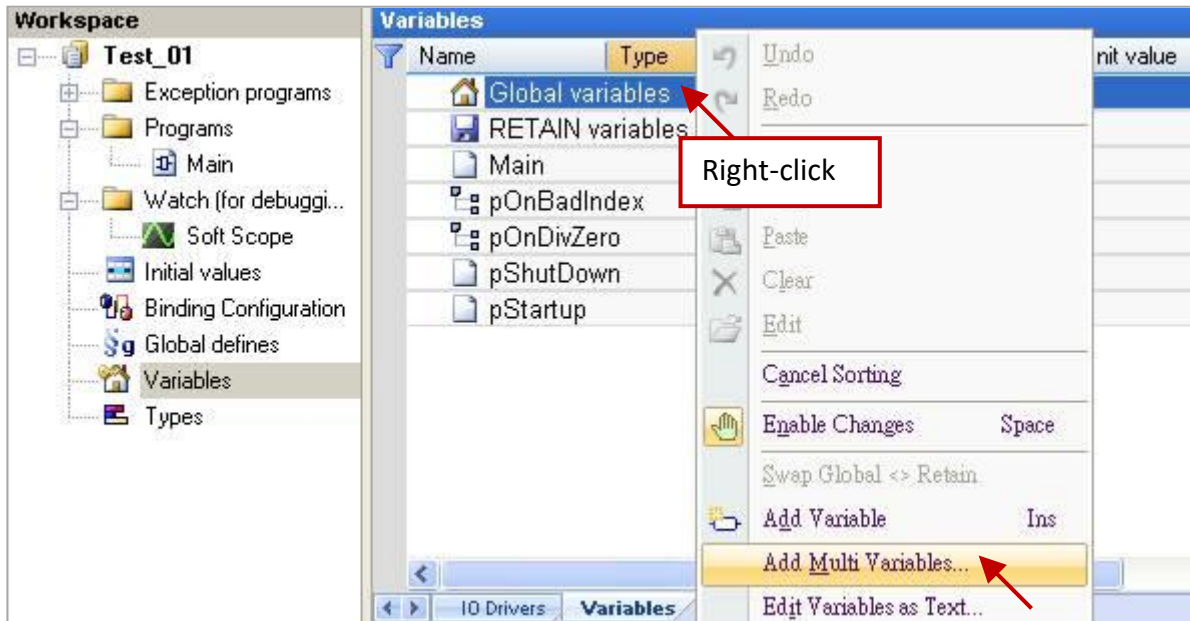 Workspace
Test_01
Exception programs
Programs
Main
Watch (for debuggi...
Soft Scope
Initial values
Binding Configuration
Global defines
Variables
Types
Variables
Name Type nit value
Global variables
RETAIN variables
Main
pOnBadIndex
pOnDivZero
pShutDown
pStartup
Right-click
Undo
Redo
Paste
Clear
Edit
Cancel Sorting
Enable Changes Space
Swap Global <> Retain
Add Variable Ins
Add Multi Variables...
Edit Variables as Text...
IO Drivers Variables